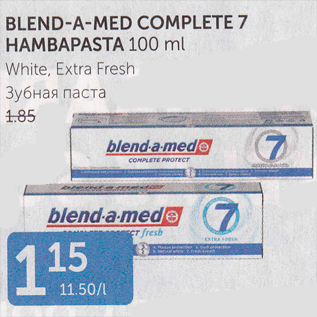 BLEND-A-MED COMPLETE 7
HAMBAPASTA 100 ml
White, Extra Fresh
Зубная паста
1.85
blend-a-med
COMPLETE PROTECT
7
blend-a-med
fresh
7
EXTRA FRESH
1 15
11.50/l